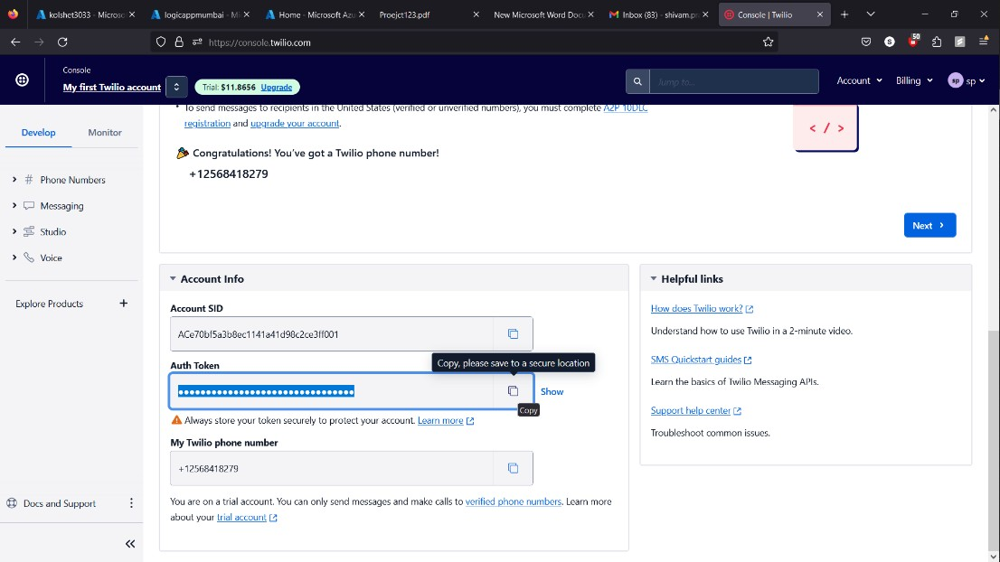 kolshet3033 - Microso
logicappmumbai - Mi
Home - Microsoft Azu
Proejct123.pdf
New Microsoft Word Docu
Inbox (83) - shivam.p
Console | Twilio
https://console.twilio.com
50
Console
My first Twilio account
Trial: $11.8656 Upgrade
Jump to...
Account
Billing
sp sp
Develop
Monitor
# Phone Numbers
Messaging
Studio
Voice
Explore Products +
Docs and Support
To send messages to recipients in the United States (verified or unverified numbers), you must complete A2P 10DLC
registration and upgrade your account.
Congratulations! You've got a Twilio phone number!
+12568418279
< / >
Next
Account Info
Account SID
ACe70bf5a3b8ec1141a41d98c2ce3ff001
Copy, please save to a secure location
Auth Token
••••••••••••••••••••••••••••••••
Show
Copy
Always store your token securely to protect your account. Learn more
My Twilio phone number
+12568418279
You are on a trial account. You can only send messages and make calls to verified phone numbers. Learn more
about your trial account
Helpful links
How does Twilio work?
Understand how to use Twilio in a 2-minute video.
SMS Quickstart guides
Learn the basics of Twilio Messaging APIs.
Support help center
Troubleshoot common issues.